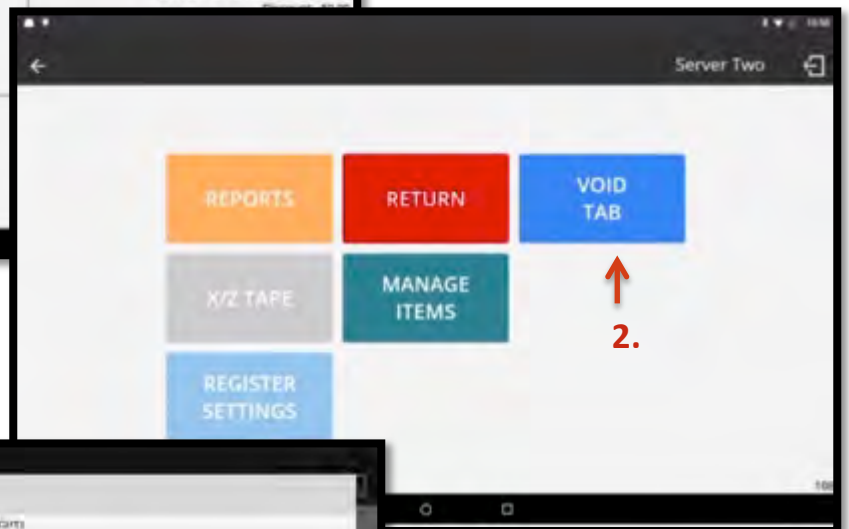 Server Two
REPORTS
RETURN
VOID
TAB
X/Z TAPE
MANAGE
ITEMS
2.
REGISTER
SETTINGS